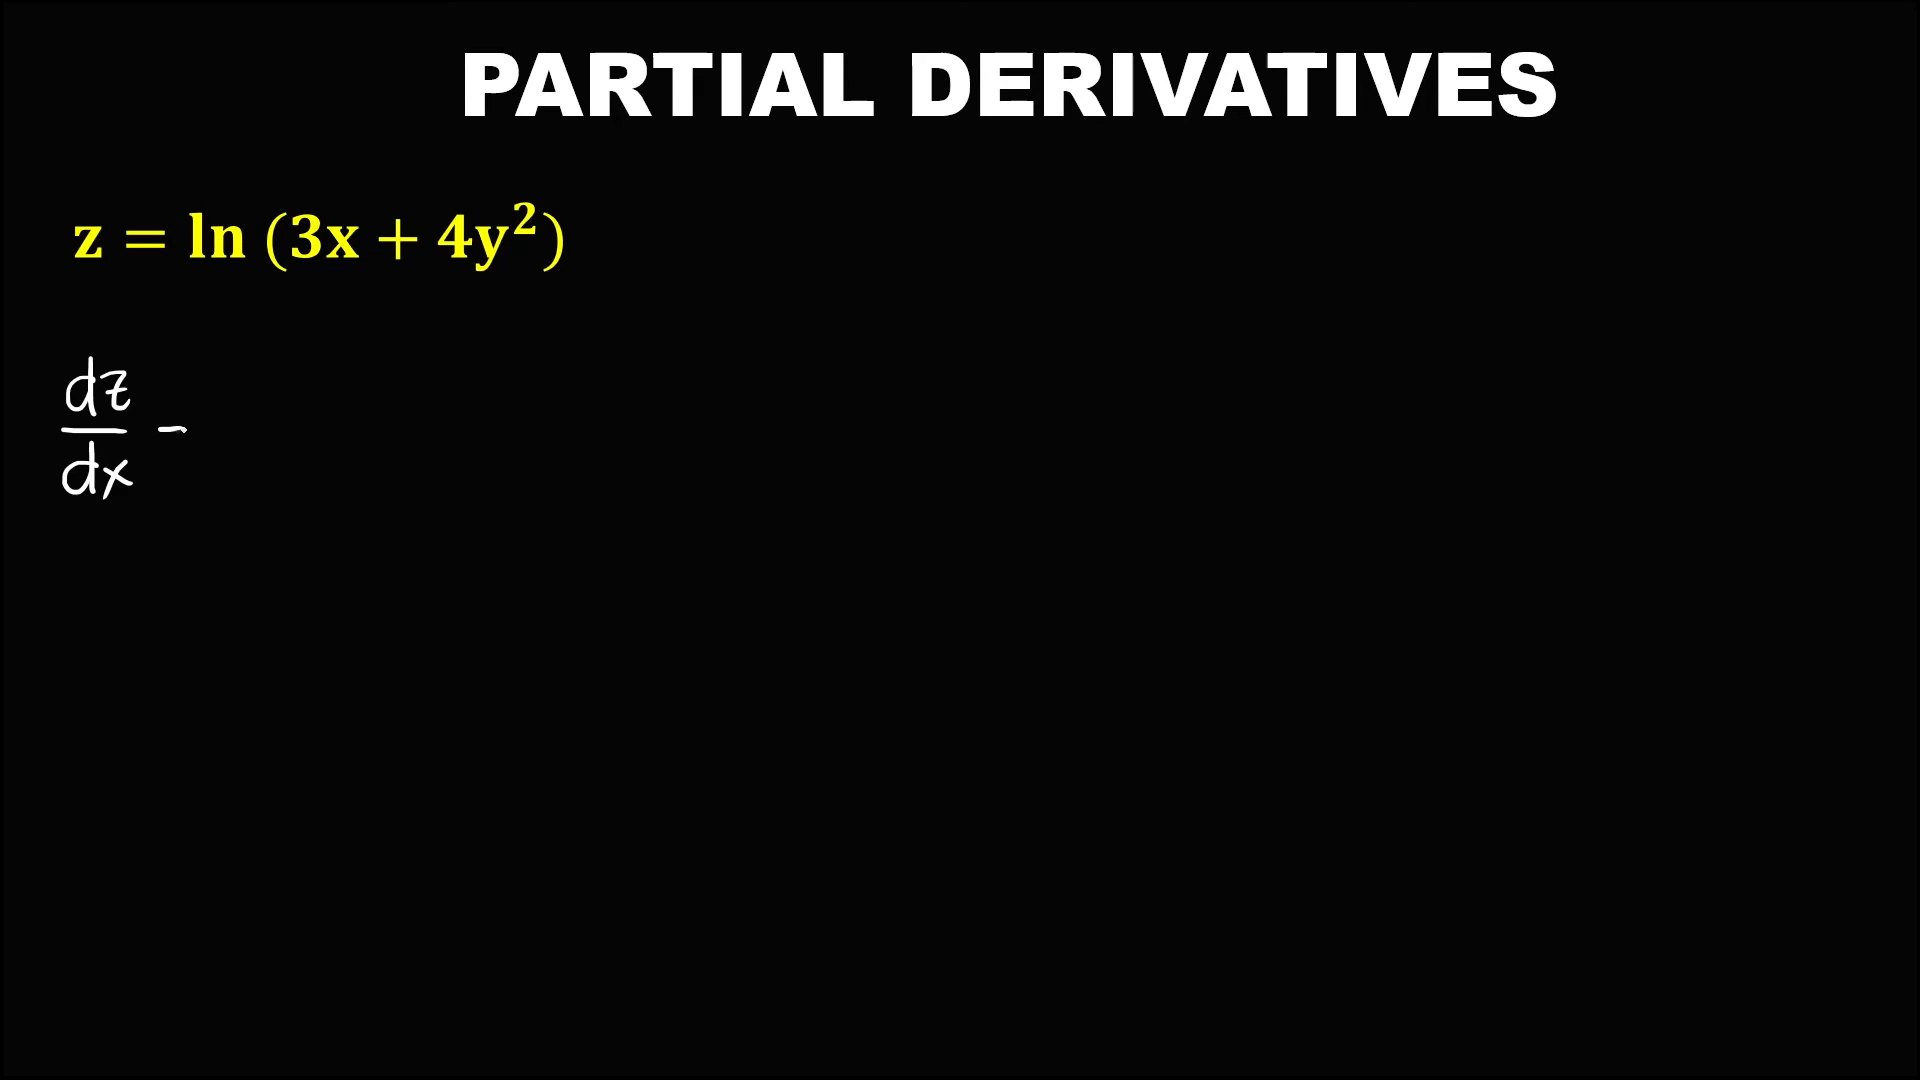 PARTIAL DERIVATIVES
z = ln (3x + 4y²)
dz
dx
-